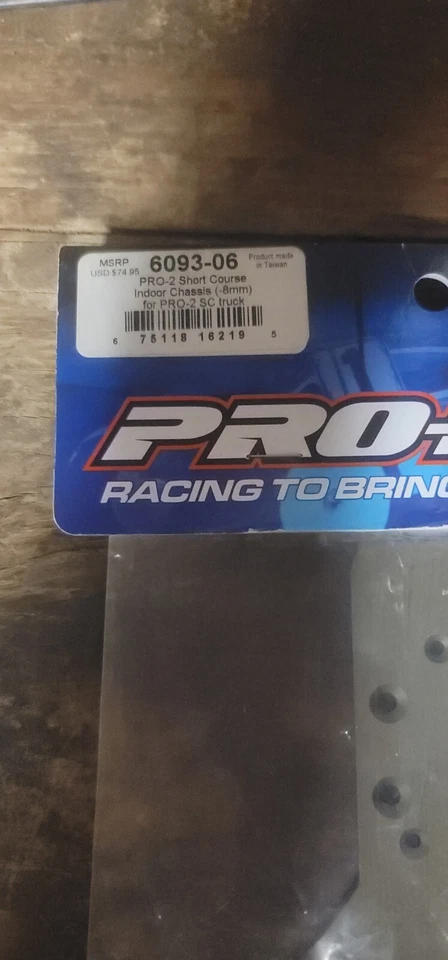 MSRP
USD $74.95
6093-06
Product made
in Taiwan
PRO-2 Short Course
Indoor Chassis (-8mm)
for PRO-2 SC truck
6 75118 16219 5
PRO-
RACING TO BRING